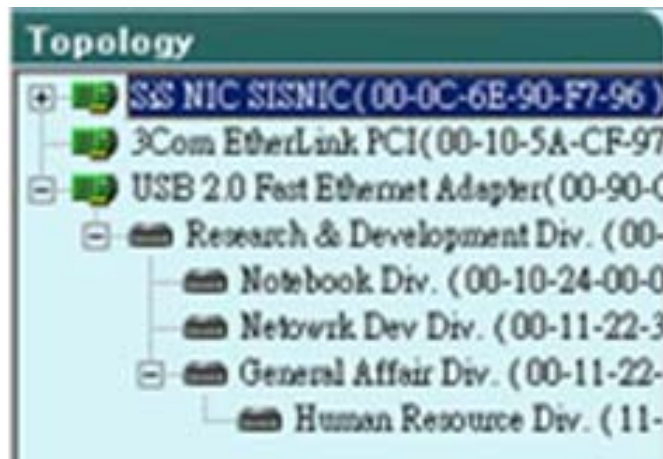 Topology
SiS NIC SISNIC(00-0C-6E-90-F7-96)
3Com EtherLink PCI(00-10-5A-CF-97
USB 2.0 Fast Ethernet Adapter(00-90-
Research & Development Div. (00-
Notebook Div. (00-10-24-00-0
Netowrk Dev Div. (00-11-22-3
General Affair Div. (00-11-22-
Human Resource Div. (11-